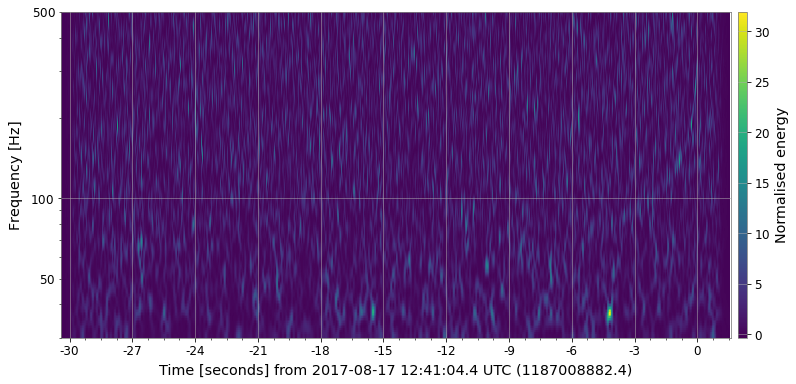 500
100
50
Frequency [Hz]
-30 -27 -24 -21 -18 -15 -12 -9 -6 -3 0
Time [seconds] from 2017-08-17 12:41:04.4 UTC (1187008882.4)
30
25
20
15
10
5
0
Normalised energy